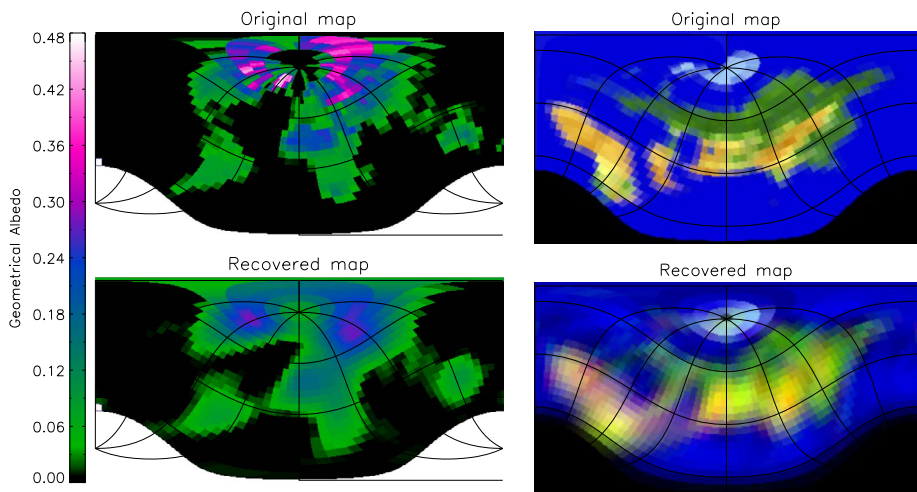 Original map
Original map
0.48
0.42
0.36
0.30
0.24
0.18
0.12
0.06
0.00
Geometrical Albedo
Recovered map
Recovered map